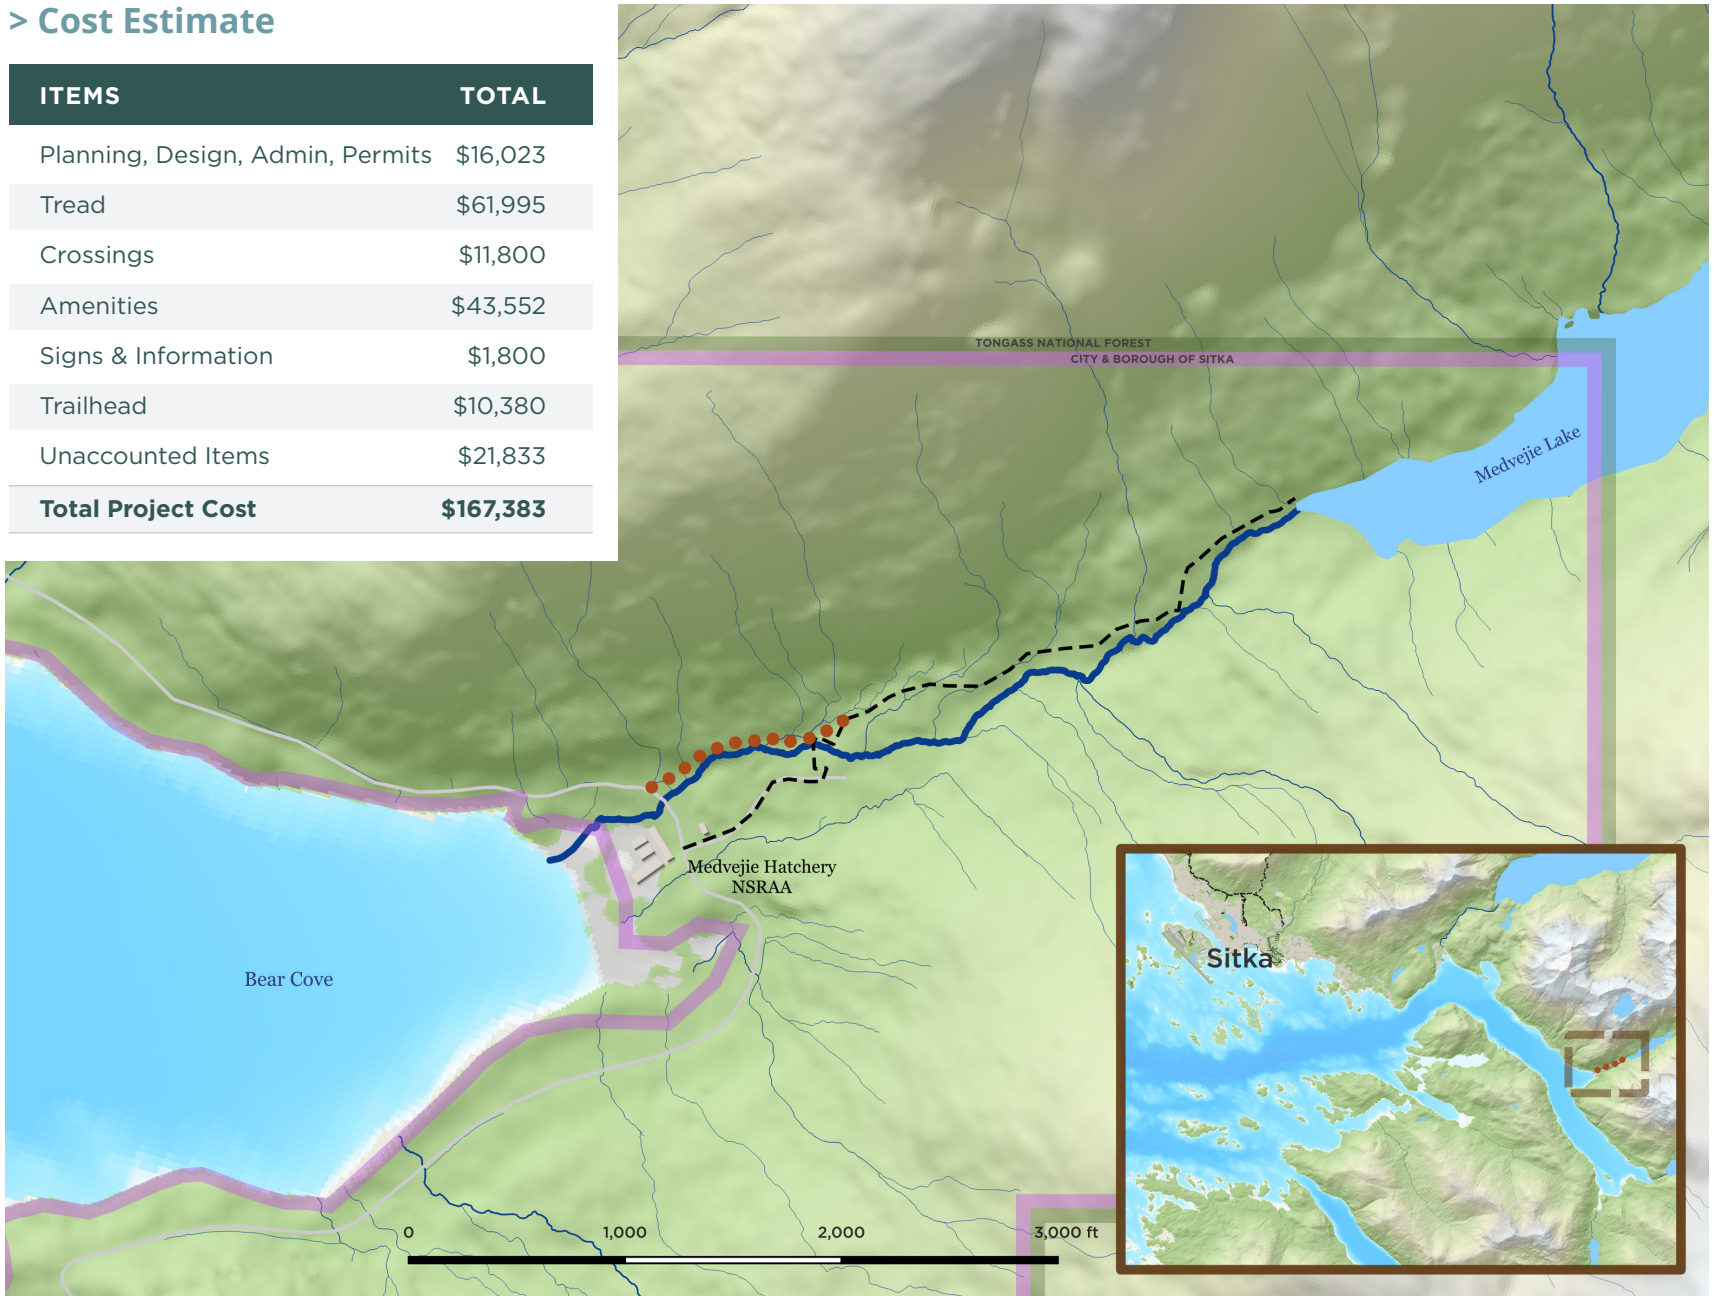 > Cost Estimate
ITEMS TOTAL
Planning, Design, Admin, Permits $16,023
Tread $61,995
Crossings $11,800
Amenities $43,552
Signs & Information $1,800
Trailhead $10,380
Unaccounted Items $21,833
Total Project Cost $167,383
TONGASS NATIONAL FOREST
CITY & BOROUGH OF SITKA
Medvejie Lake
Medvejie Hatchery
NSRAA
Bear Cove
Sitka
0 1,000 2,000 3,000 ft